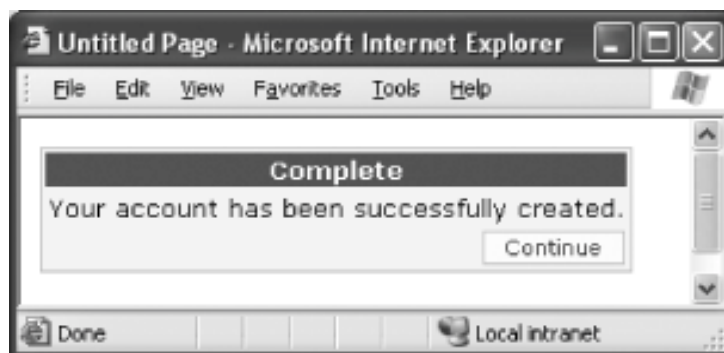 Untitled Page - Microsoft Internet Explorer
File Edit View Favorites Tools Help
Complete
Your account has been successfully created.
Continue
Done Local intranet